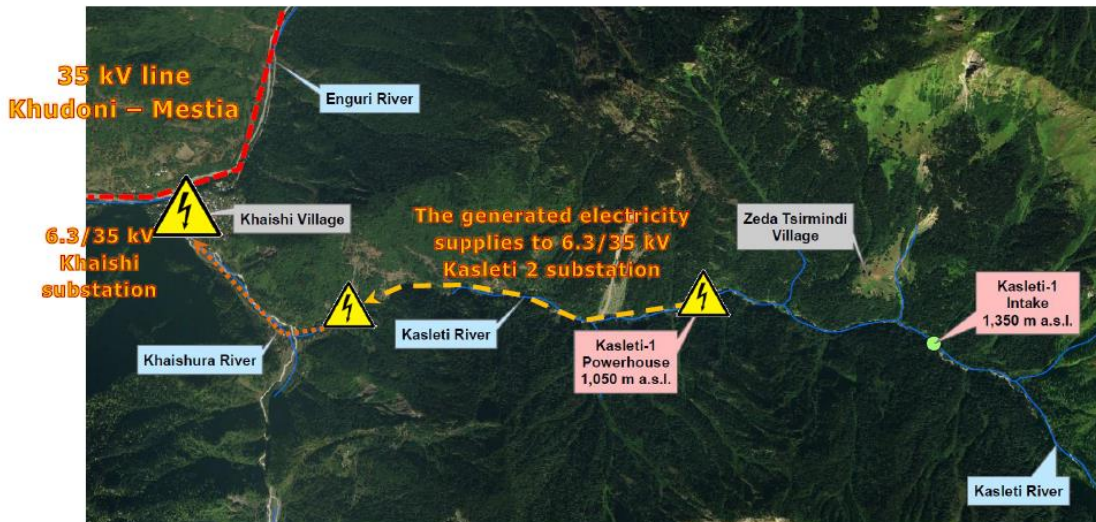 35 kV line
Khudoni – Mestia
Enguri River
Khaishi Village
6.3/35 kV
Khaishi
substation
The generated electricity
supplies to 6.3/35 kV
Kasleti 2 substation
Zeda Tsirmindi
Village
Kasleti-1
Intake
1,350 m a.s.l.
Khaishura River
Kasleti River
Kasleti-1
Powerhouse
1,050 m a.s.l.
Kasleti River